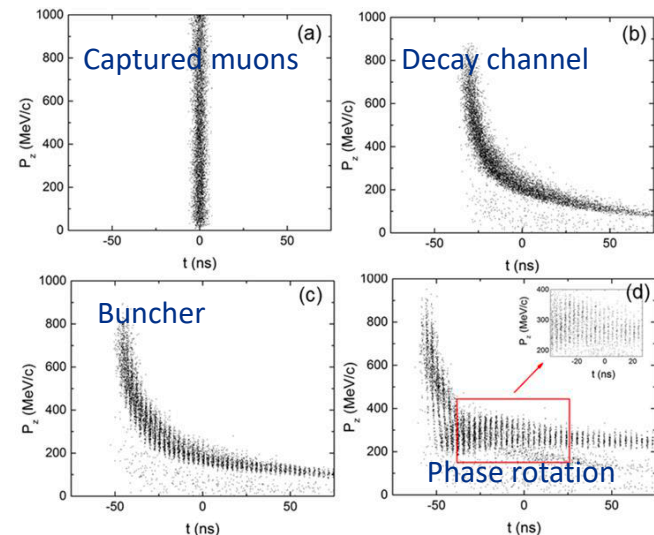 (a)
Captured muons
P_z (MeV/c)
1000
800
600
400
200
0
-50 0 50
t (ns)
(b)
Decay channel
P_z (MeV/c)
1000
800
600
400
200
0
-50 0 50
t (ns)
(c)
Buncher
P_z (MeV/c)
1000
800
600
400
200
0
-50 0 50
t (ns)
(d)
P_z (MeV/c)
1000
800
600
400
200
0
-50 0 50
t (ns)
400
300
200
P_z (MeV/c)
-20 0 20
t (ns)
Phase rotation